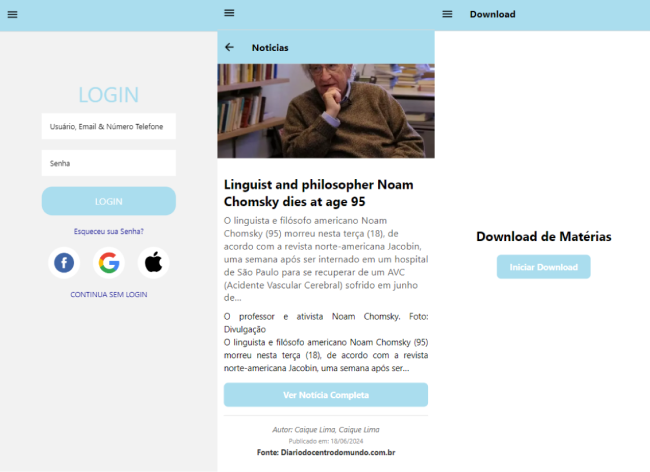 LOGIN
Usuário, Email & Número Telefone
Senha
LOGIN
Esqueceu sua Senha?
CONTINUA SEM LOGIN
Noticias
Linguist and philosopher Noam
Chomsky dies at age 95
O linguista e filósofo americano Noam
Chomsky (95) morreu nesta terça (18), de
acordo com a revista norte-americana Jacobin,
uma semana após ser internado em um hospital
de São Paulo para se recuperar de um AVC
(Acidente Vascular Cerebral) sofrido em junho
de...
O professor e ativista Noam Chomsky. Foto:
Divulgação
O linguista e filósofo americano Noam Chomsky (95)
morreu nesta terça (18), de acordo com a revista
norte-americana Jacobin, uma semana após ser...
Ver Notícia Completa
Autor: Caique Lima, Caique Lima
Publicado em: 18/06/2024
Fonte: Diariodocentrodomundo.com.br
Download
Download de Matérias
Iniciar Download